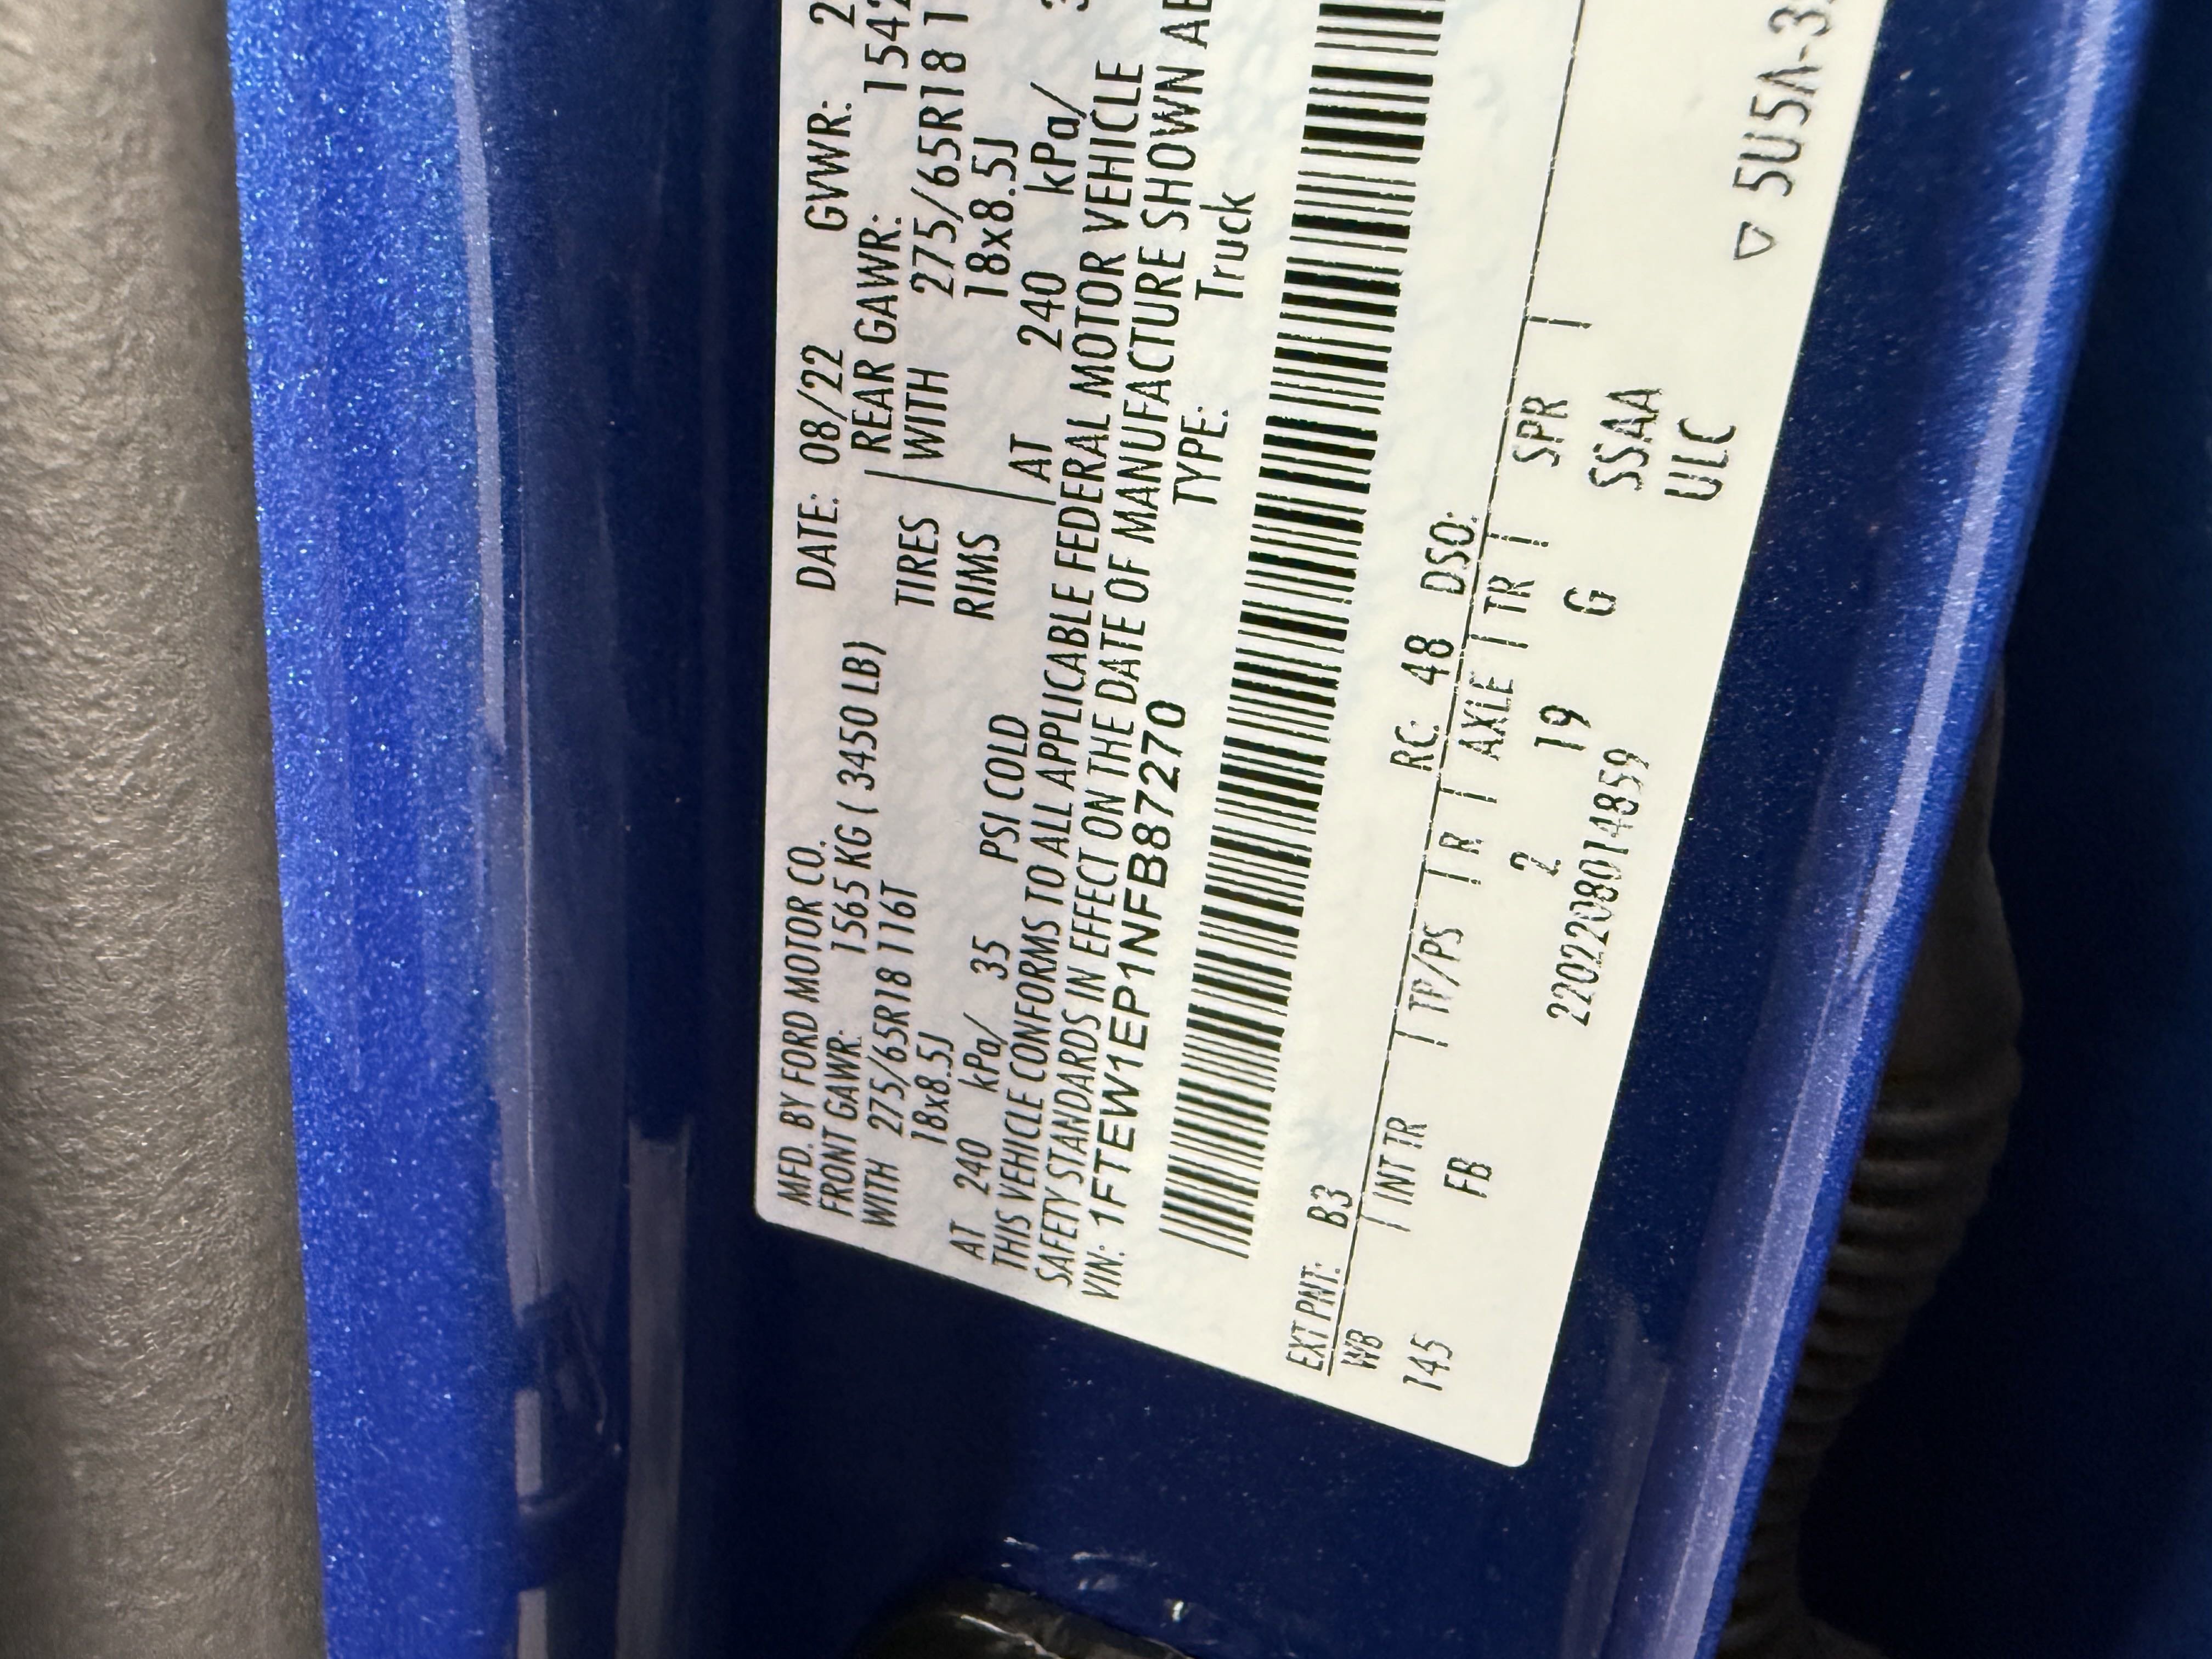 MFD. BY FORD MOTOR CO. DATE: 08/22 GVWR:
FRONT GAWR: 1565 KG ( 3450 LB) REAR GAWR: 1542
WITH 275/65R18 116T TIRES WITH 275/65R18 1
18x8.5J RIMS 18x8.5J
AT 240 kPa/ 35 PSI COLD AT 240 kPa/
THIS VEHICLE CONFORMS TO ALL APPLICABLE FEDERAL MOTOR VEHICLE
SAFETY STANDARDS IN EFFECT ON THE DATE OF MANUFACTURE SHOWN
VIN: 1FTEW1EP1NFB87270 TYPE: Truck
EXT PNT: B3 RC: 48 DSO:
WB | INT TR | TP/PS | R | AXLE | TR | SPR |
145 FB 2 19 G SSAA
2202208014859 ULC
▽ 5U5A-3